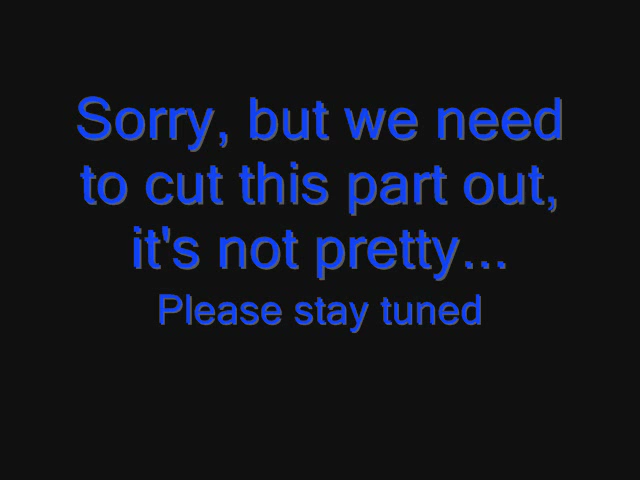 Sorry, but we need
to cut this part out,
it's not pretty...
Please stay tuned